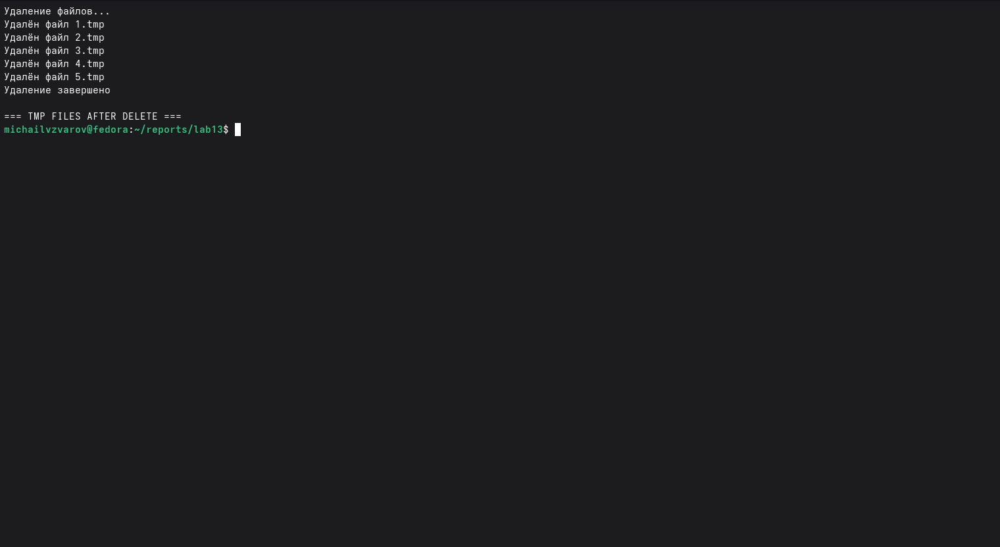 Удаление файлов...
Удалён файл 1.tmp
Удалён файл 2.tmp
Удалён файл 3.tmp
Удалён файл 4.tmp
Удалён файл 5.tmp
Удаление завершено
=== TMP FILES AFTER DELETE ===
michailvzvarov@fedora:~/reports/lab13$